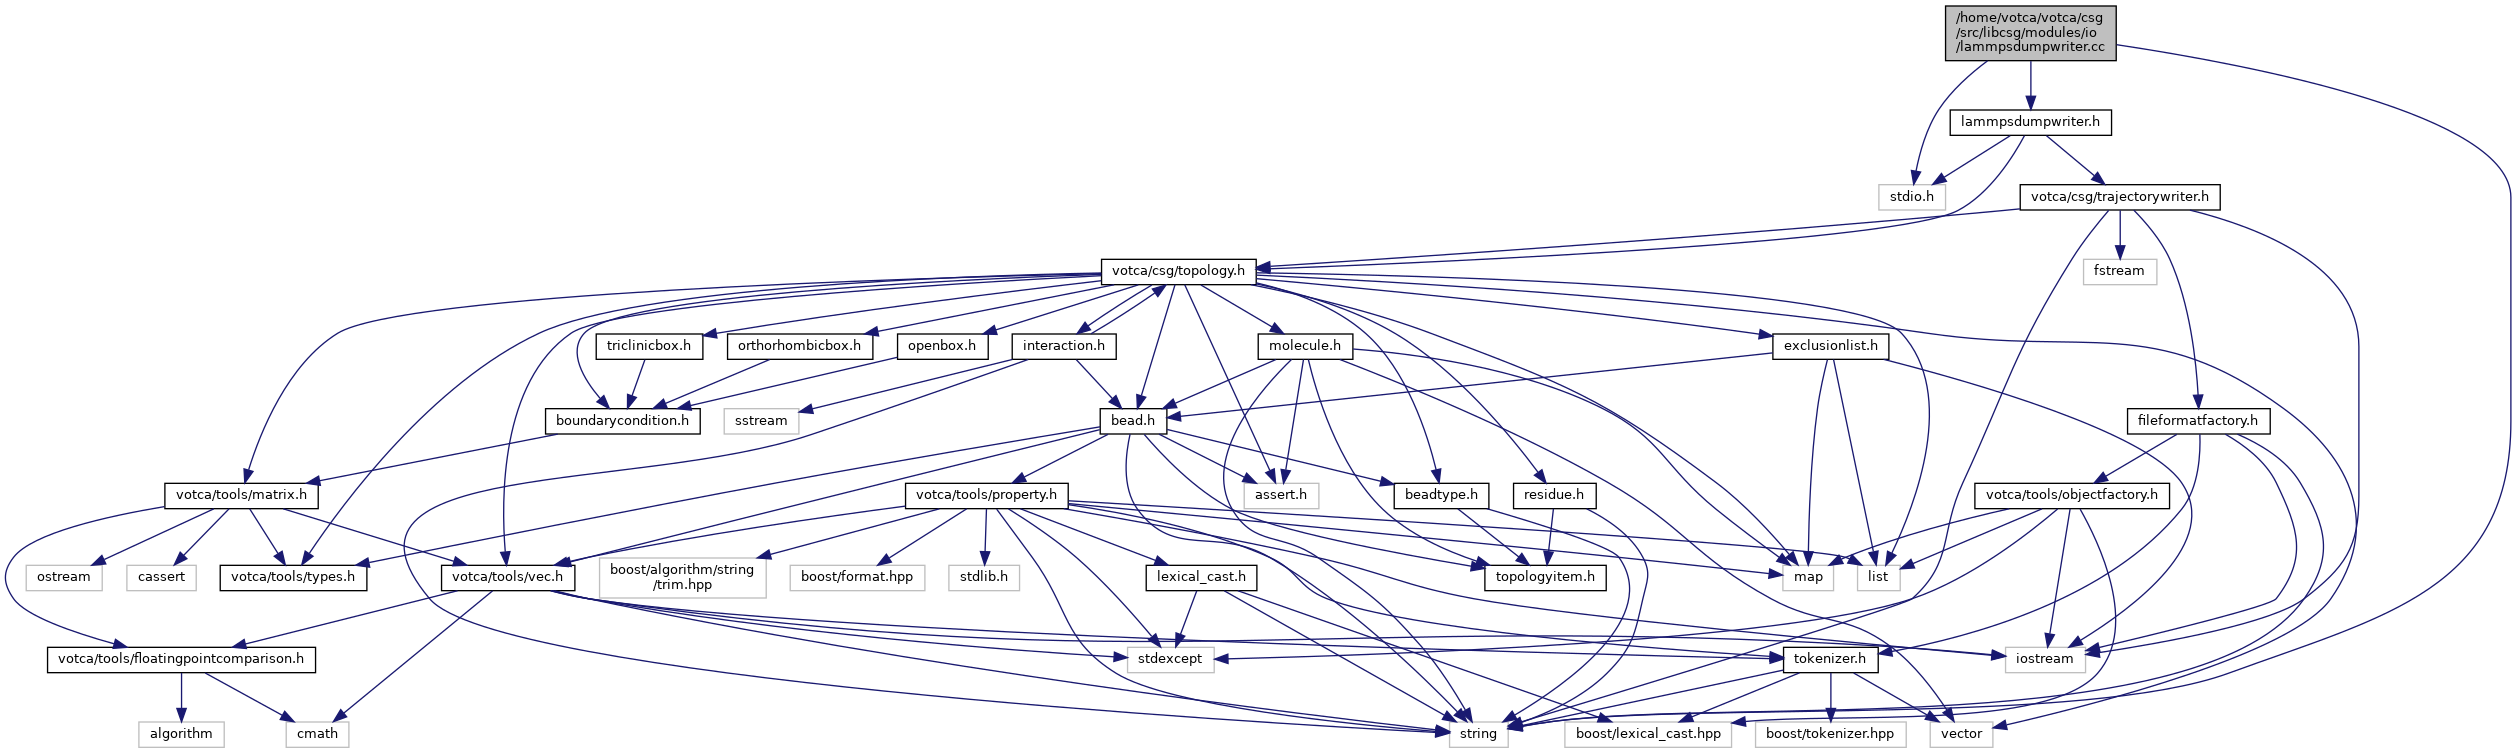 /home/votca/votca/csg
/src/libcsg/modules/io
/lammpsdumpwriter.cc
lammpsdumpwriter.h
stdio.h
votca/csg/trajectorywriter.h
votca/csg/topology.h
fstream
triclinicbox.h
orthorhombicbox.h
openbox.h
interaction.h
molecule.h
exclusionlist.h
boundarycondition.h
sstream
bead.h
fileformatfactory.h
votca/tools/matrix.h
votca/tools/property.h
assert.h
beadtype.h
residue.h
votca/tools/objectfactory.h
ostream
cassert
votca/tools/types.h
votca/tools/vec.h
boost/algorithm/string
/trim.hpp
boost/format.hpp
stdlib.h
lexical_cast.h
topologyitem.h
map
list
votca/tools/floatingpointcomparison.h
stdexcept
tokenizer.h
iostream
algorithm
cmath
string
boost/lexical_cast.hpp
boost/tokenizer.hpp
vector